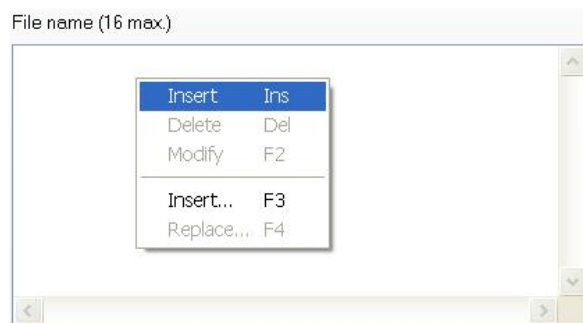 File name (16 max.)
Insert Ins
Delete Del
Modify F2
Insert... F3
Replace... F4